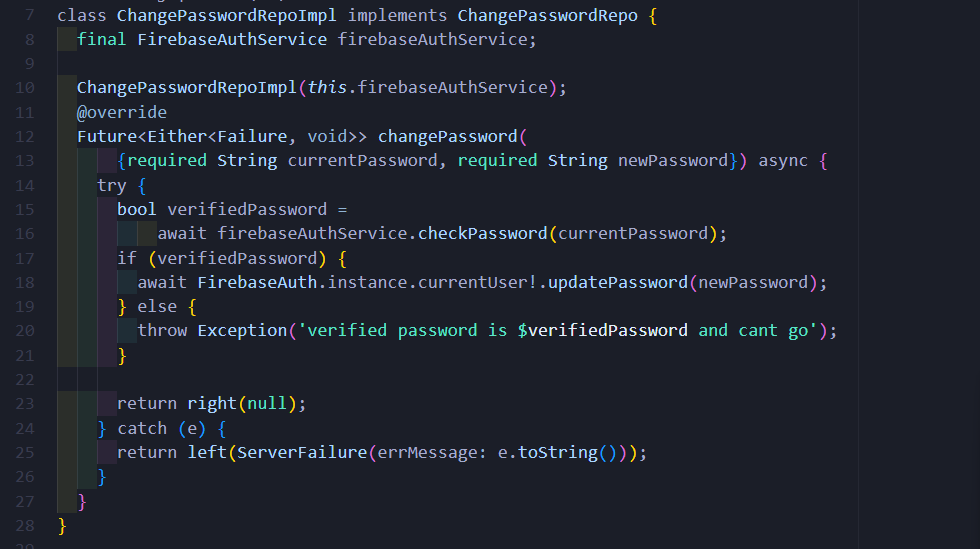 7 class ChangePasswordRepoImpl implements ChangePasswordRepo {
8 final FirebaseAuthService firebaseAuthService;
9
10 ChangePasswordRepoImpl(this.firebaseAuthService);
11 @override
12 Future<Either<Failure, void>> changePassword(
13 {required String currentPassword, required String newPassword}) async {
14 try {
15 bool verifiedPassword =
16 await firebaseAuthService.checkPassword(currentPassword);
17 if (verifiedPassword) {
18 await FirebaseAuth.instance.currentUser!.updatePassword(newPassword);
19 } else {
20 throw Exception('verified password is $verifiedPassword and cant go');
21 }
22
23 return right(null);
24 } catch (e) {
25 return left(ServerFailure(errMessage: e.toString()));
26 }
27 }
28 }